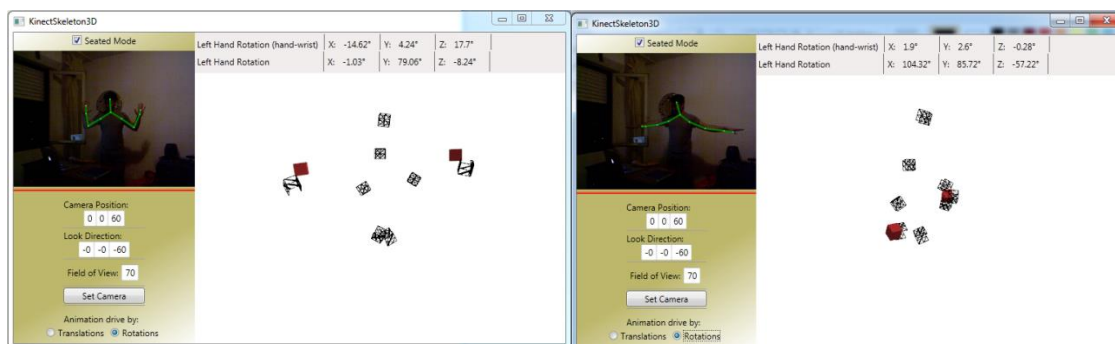 KinectSkeleton3D
Seated Mode
Left Hand Rotation (hand-wrist) X: -14.62° Y: 4.24° Z: 17.7°
Left Hand Rotation X: -1.03° Y: 79.06° Z: -8.24°
Camera Position:
0 0 60
Look Direction:
-0 -0 -60
Field of View: 70
Set Camera
Animation drive by:
Translations Rotations
KinectSkeleton3D
Seated Mode
Left Hand Rotation (hand-wrist) X: 1.9° Y: 2.6° Z: -0.28°
Left Hand Rotation X: 104.32° Y: 85.72° Z: -57.22°
Camera Position:
0 0 60
Look Direction:
-0 -0 -60
Field of View: 70
Set Camera
Animation drive by:
Translations Rotations